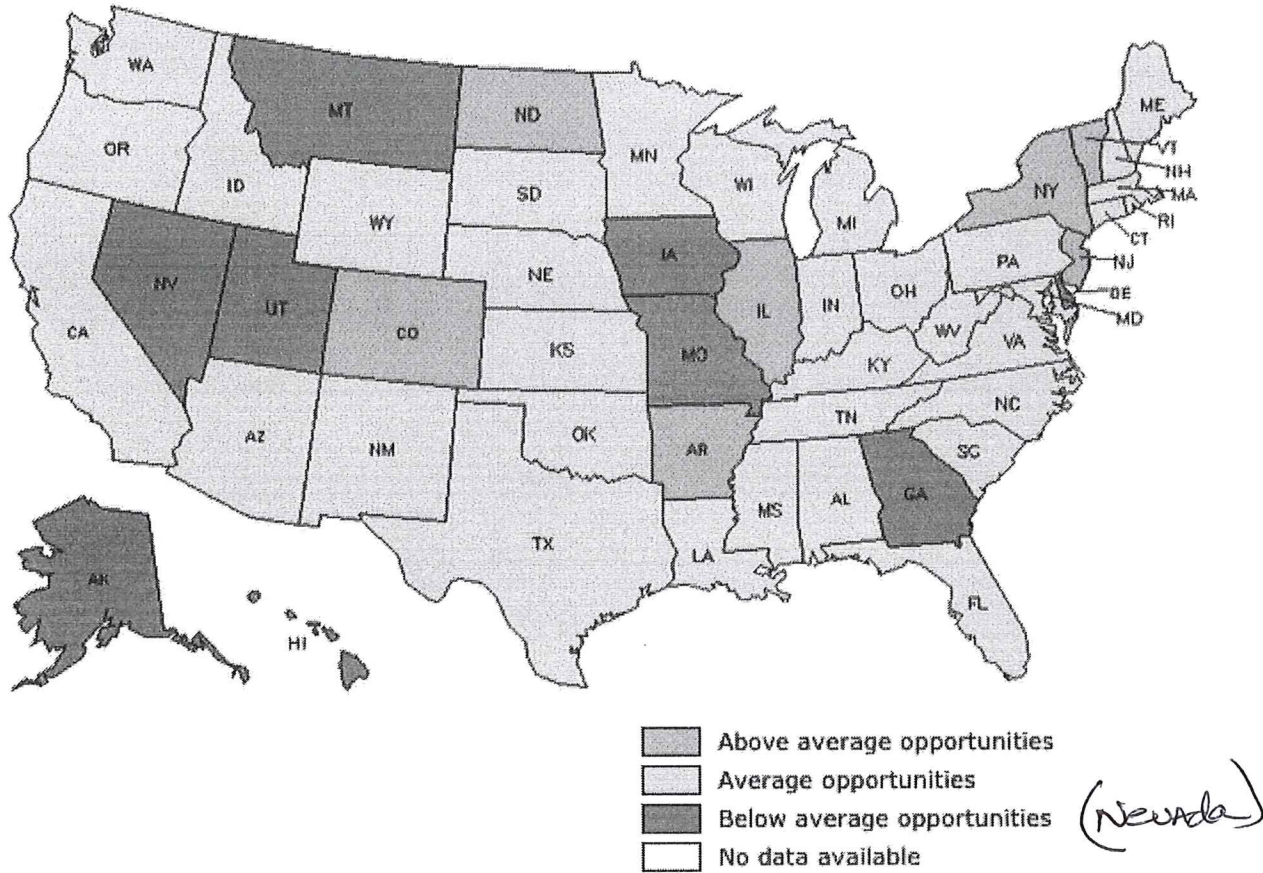 WA
MT
ND
ME
OR
MN
VT
ID
SD
WI
NH
WY
NY
MA
MI
RI
CT
IA
PA
NJ
NE
NV
OH
DE
UT
IL
IN
MD
CA
CO
WV
VA
KS
MO
KY
NC
TN
AZ
OK
NM
AR
SC
MS
AL
GA
TX
LA
AK
FL
HI
Above average opportunities
Average opportunities
Below average opportunities (Nevada)
No data available